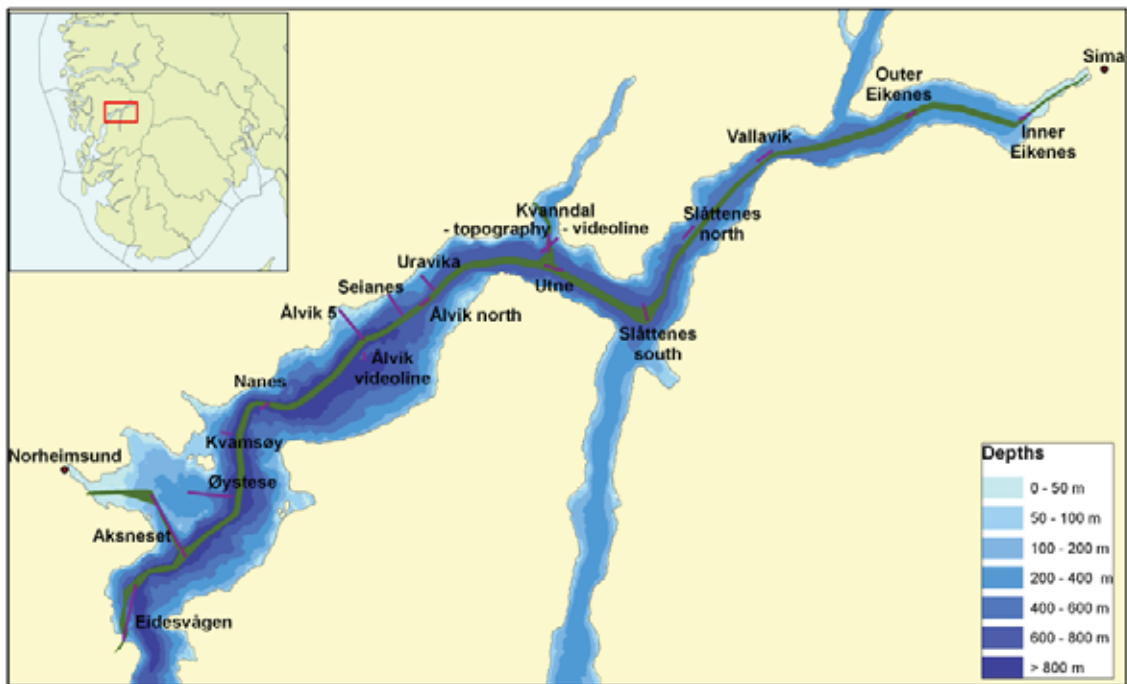 Sima
Outer
Eikenes
Inner
Eikenes
Vallavik
Kvanndal
- topography - videoline
Slåttenes
north
Uravika
Utne
Seianes
Ålvik 5
Ålvik north
Slåttenes
south
Ålvik
videoline
Nanes
Kvamsøy
Norheimsund
Øystese
Aksneset
Eidesvågen
Depths
0 - 50 m
50 - 100 m
100 - 200 m
200 - 400 m
400 - 600 m
600 - 800 m
> 800 m